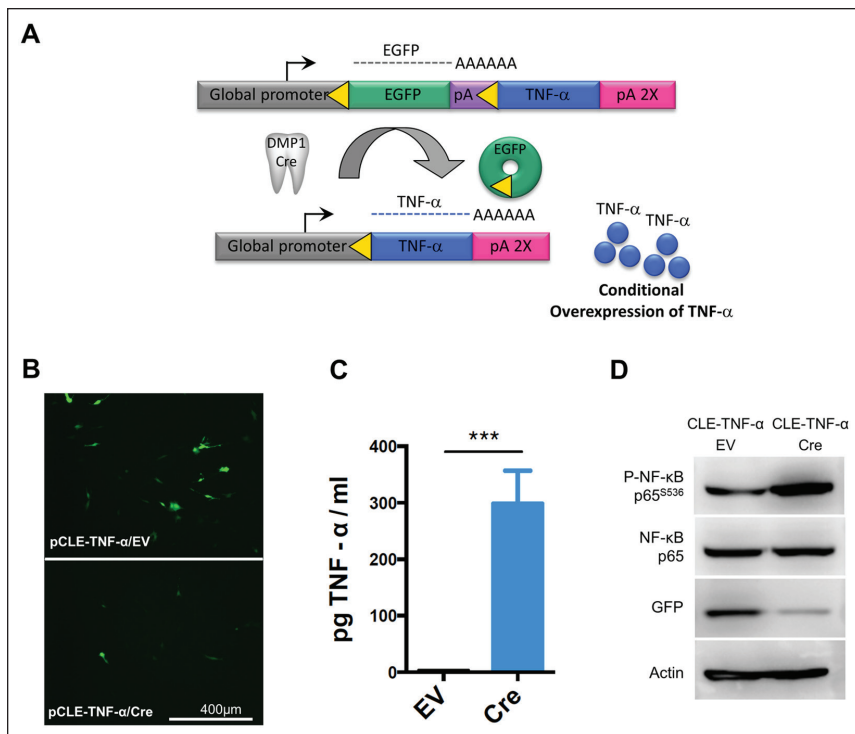 A
EGFP
AAAAAA
Global promoter EGFP pA TNF-α pA 2X
DMP1
Cre
EGFP
TNF-α
AAAAAA
Global promoter TNF-α pA 2X
TNF-α
TNF-α
Conditional
Overexpression of TNF-α
B
pCLE-TNF-α/EV
pCLE-TNF-α/Cre
400µm
C
pg TNF - α / ml
400
300
200
100
0
***
EV
Cre
D
CLE-TNF-α CLE-TNF-α
EV Cre
P-NF-κB
p65S536
NF-κB
p65
GFP
Actin